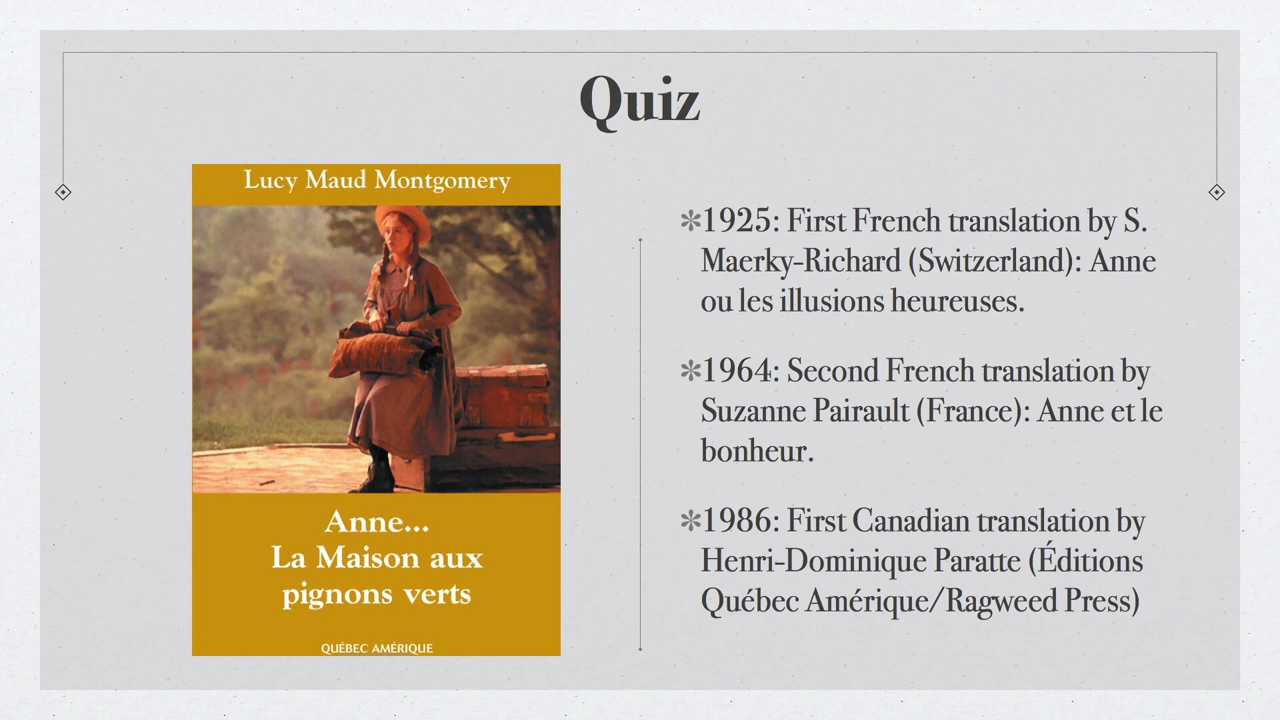 Quiz
Lucy Maud Montgomery
Anne...
La Maison aux
pignons verts
QUÉBEC AMÉRIQUE
✻1925: First French translation by S.
Maerky-Richard (Switzerland): Anne
ou les illusions heureuses.
✻1964: Second French translation by
Suzanne Pairault (France): Anne et le
bonheur.
✻1986: First Canadian translation by
Henri-Dominique Paratte (Éditions
Québec Amérique/Ragweed Press)